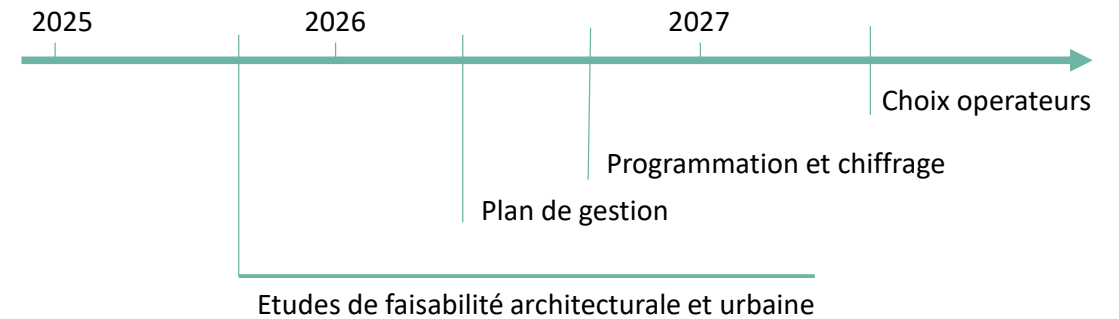 2025
2026
2027
Choix operateurs
Programmation et chiffrage
Plan de gestion
Etudes de faisabilité architecturale et urbaine